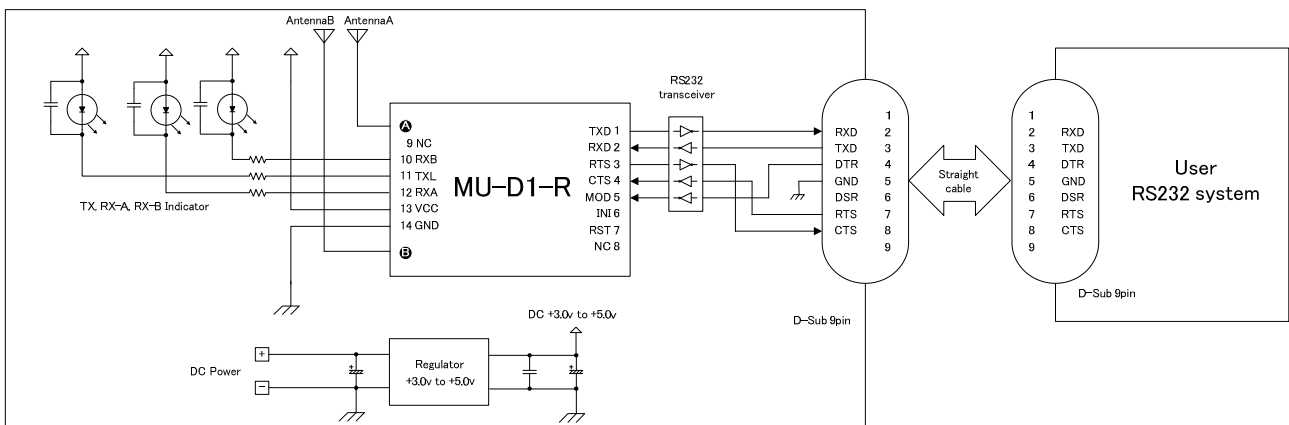 AntennaB
AntennaA
RS232
transceiver
TX, RX-A, RX-B Indicator
A
9 NC
10 RXB
11 TXL
12 RXA
13 VCC
14 GND
B
MU-D1-R
TXD 1
RXD 2
RTS 3
CTS 4
MOD 5
INI 6
RST 7
NC 8
1
RXD 2
TXD 3
DTR 4
GND 5
DSR 6
RTS 7
CTS 8
9
D-Sub 9pin
Straight
cable
1
2 RXD
3 TXD
4 DTR
5 GND
6 DSR
7 RTS
8 CTS
9
D-Sub 9pin
User
RS232 system
DC Power
+
-
Regulator
+3.0v to +5.0v
+
+
DC +3.0v to +5.0v